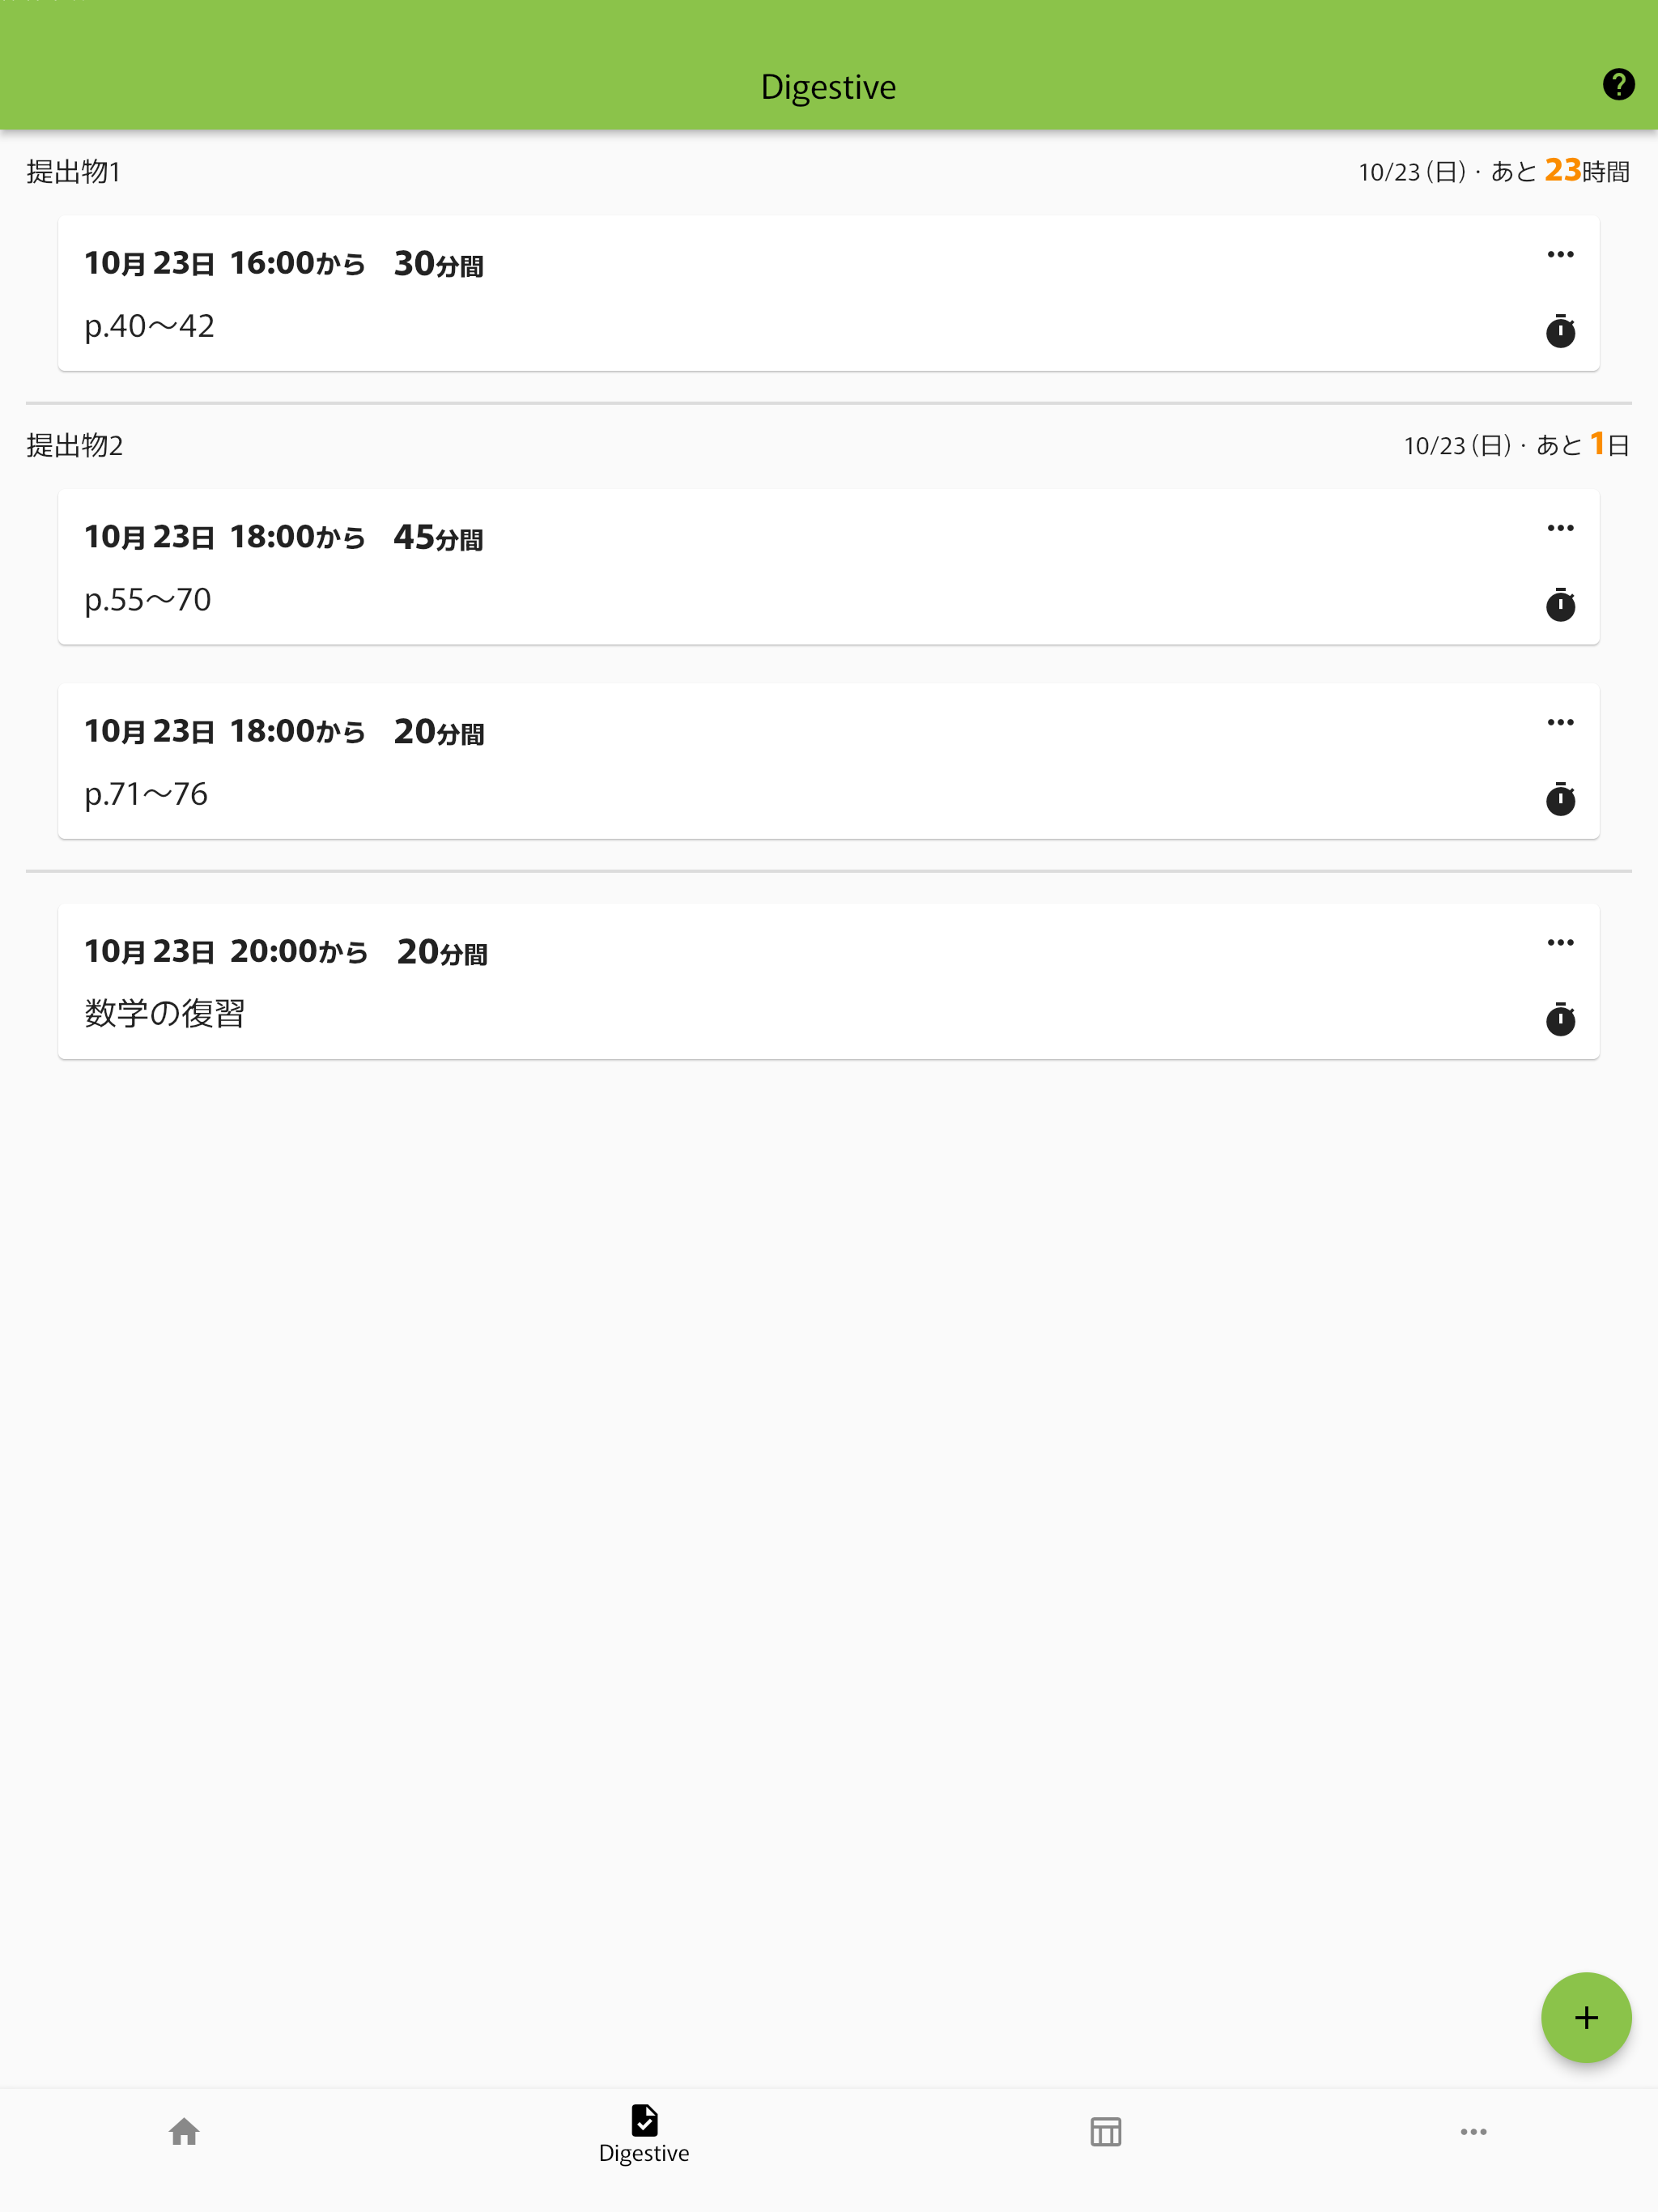 Digestive
提出物1
10/23 (日)・あと 23時間
10月 23日 16:00から 30分間
p.40～42
提出物2
10/23 (日)・あと 1日
10月 23日 18:00から 45分間
p.55～70
10月 23日 18:00から 20分間
p.71～76
10月 23日 20:00から 20分間
数学の復習
Digestive